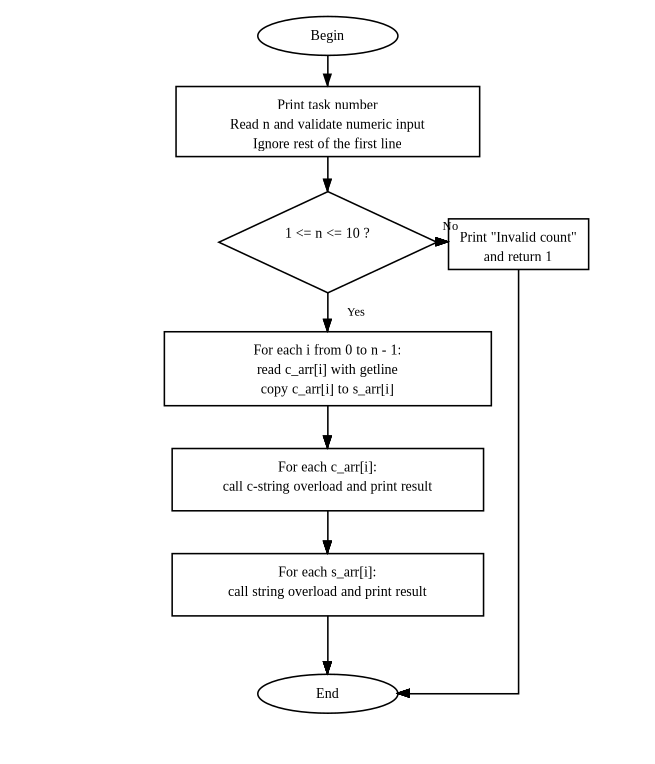 Begin
Print task number
Read n and validate numeric input
Ignore rest of the first line
1 <= n <= 10 ?
No
Print "Invalid count"
and return 1
Yes
For each i from 0 to n - 1:
read c_arr[i] with getline
copy c_arr[i] to s_arr[i]
For each c_arr[i]:
call c-string overload and print result
For each s_arr[i]:
call string overload and print result
End